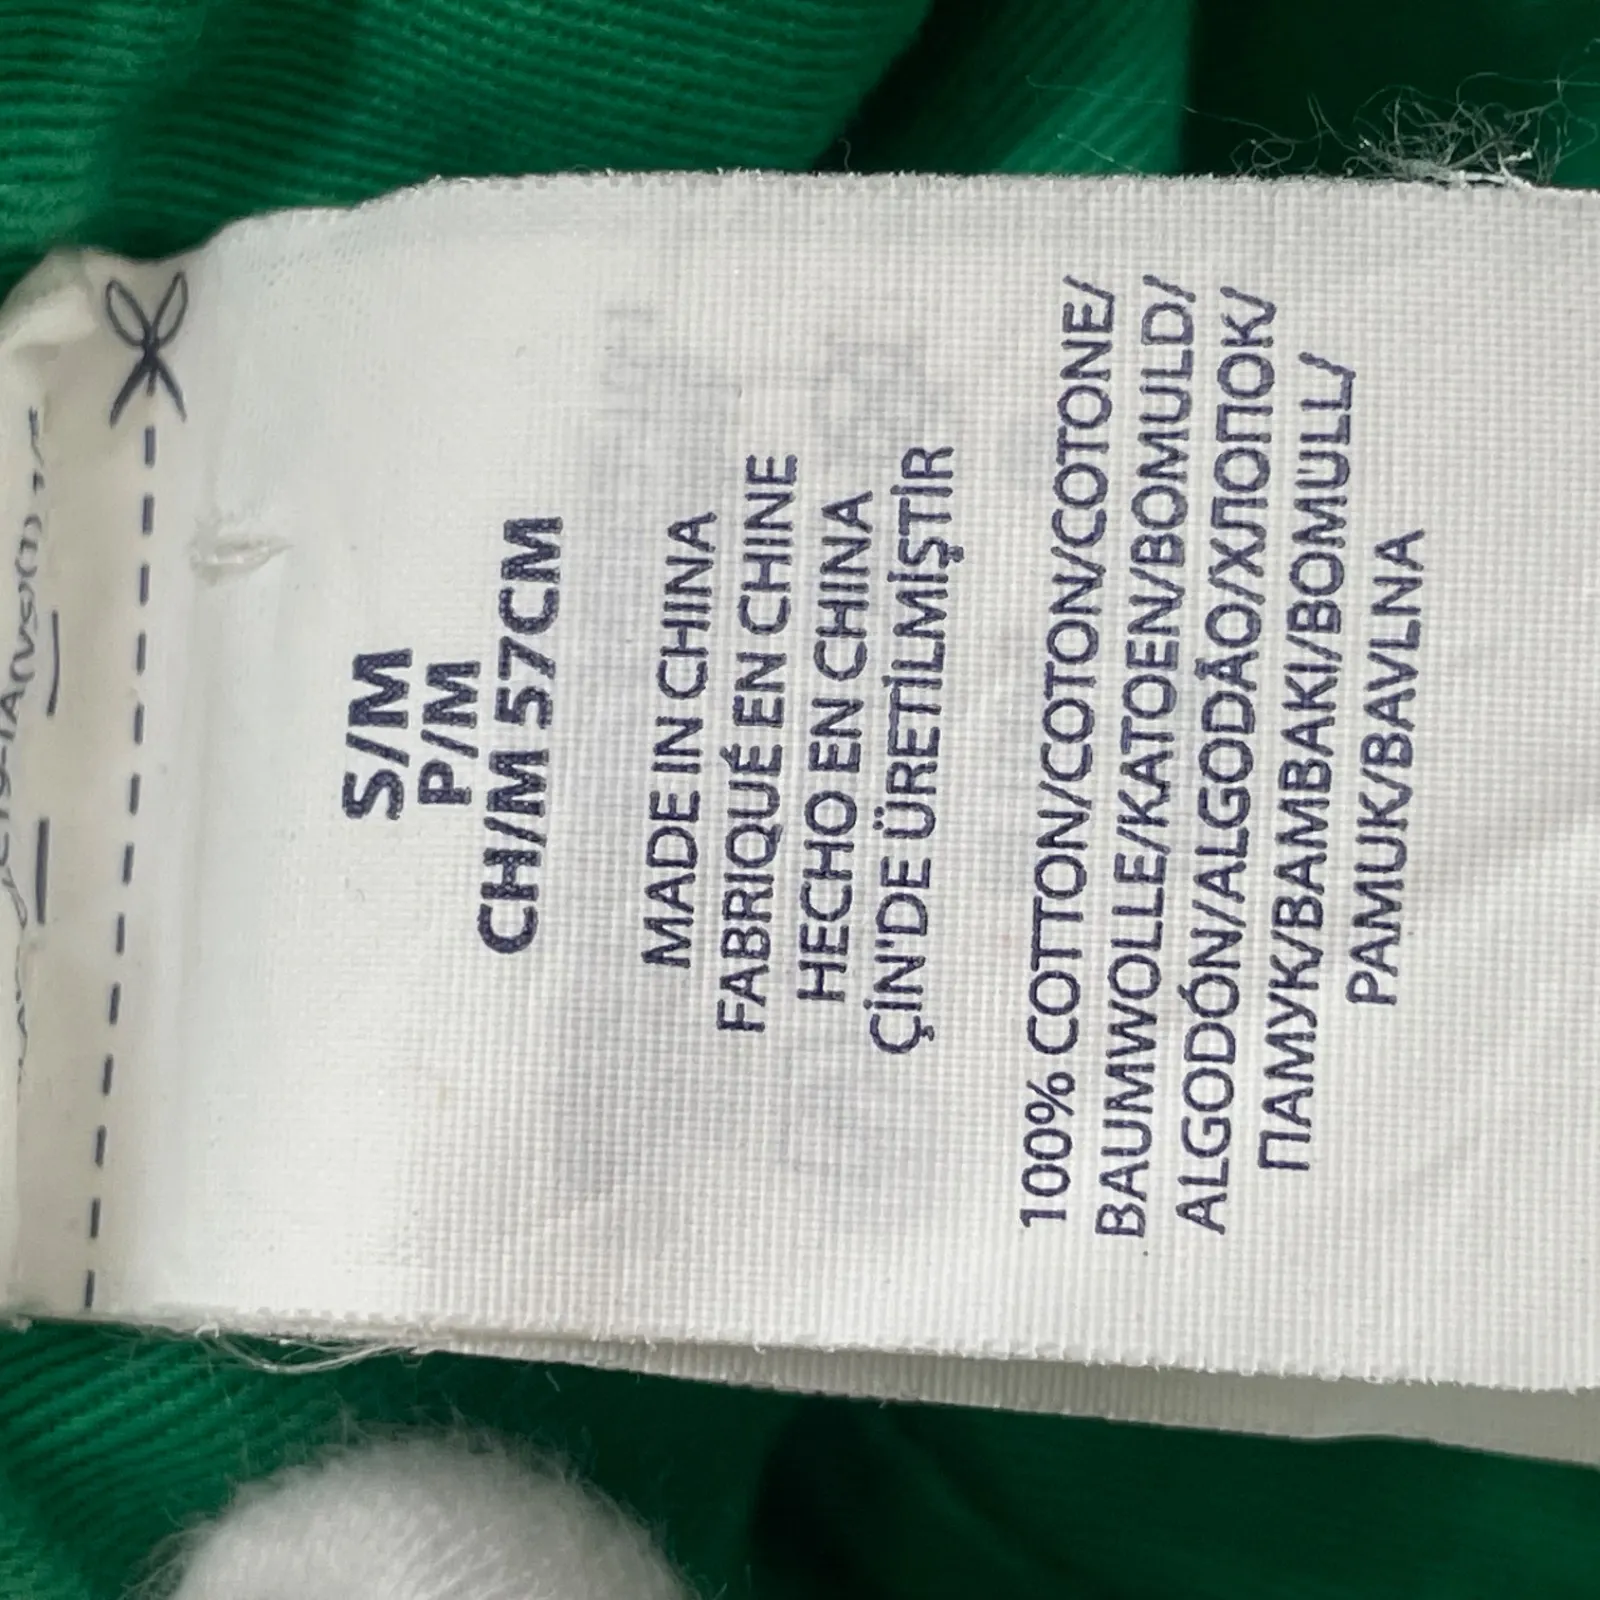 S/M
P/M
CH/M 57CM
MADE IN CHINA
FABRIQUÉ EN CHINE
HECHO EN CHINA
ÇİN'DE ÜRETİLMİŞTİR
100% COTTON/COTON/COTONE/
BAUMWOLLE/KATOEN/BOMULD/
ALGODÓN/ALGODÃO/ХЛОПОК/
ПАМУК/BAMBAKI/BOMULL/
PAMUK/BAVLNA